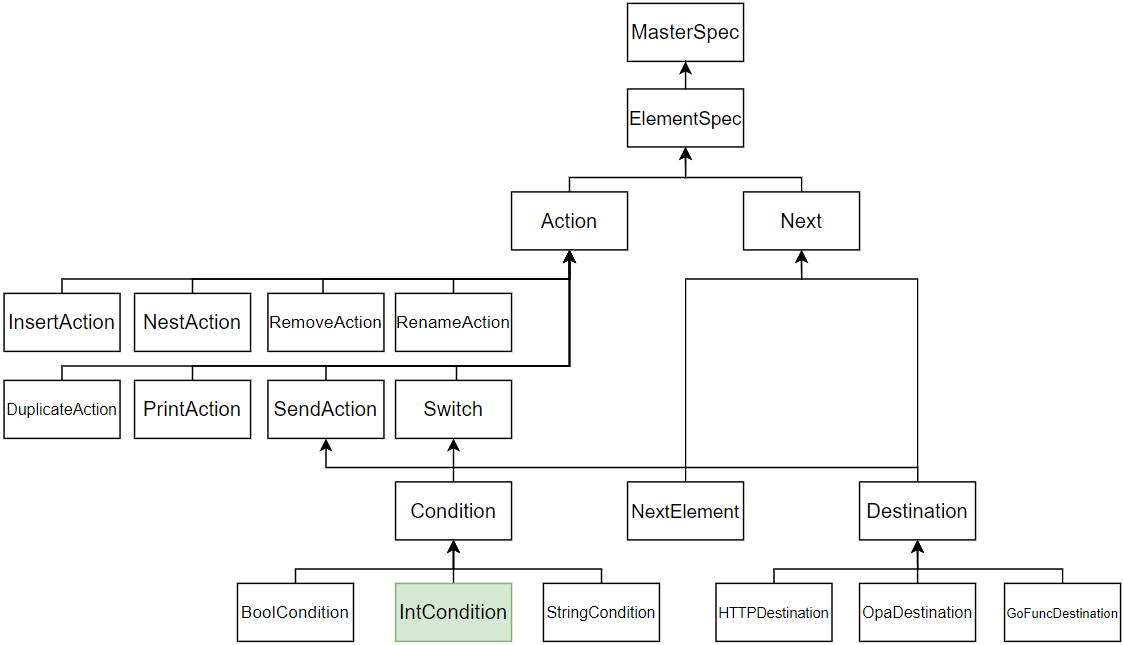 MasterSpec
ElementSpec
Action
Next
InsertAction
NestAction
RemoveAction
RenameAction
DuplicateAction
PrintAction
SendAction
Switch
Condition
NextElement
Destination
BoolCondition
IntCondition
StringCondition
HTTPDestination
OpaDestination
GoFuncDestination